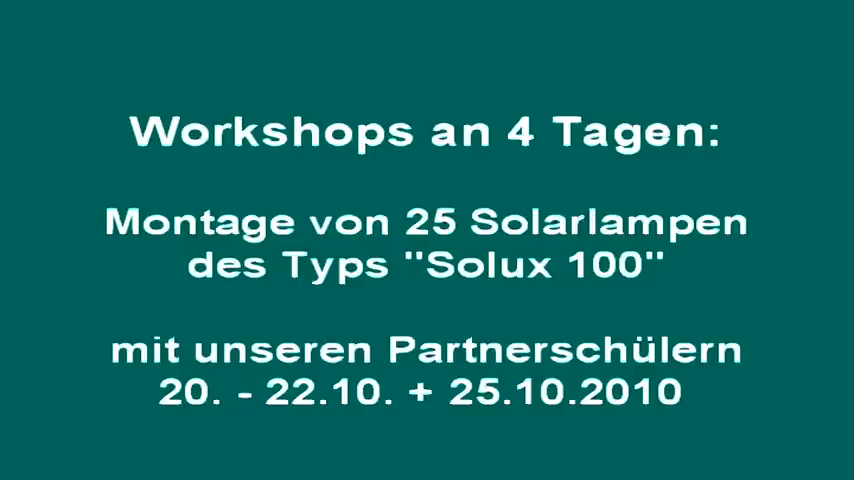 Workshops an 4 Tagen:
Montage von 25 Solarlampen
des Typs "Solux 100"
mit unseren Partnerschülern
20. - 22.10. + 25.10.2010